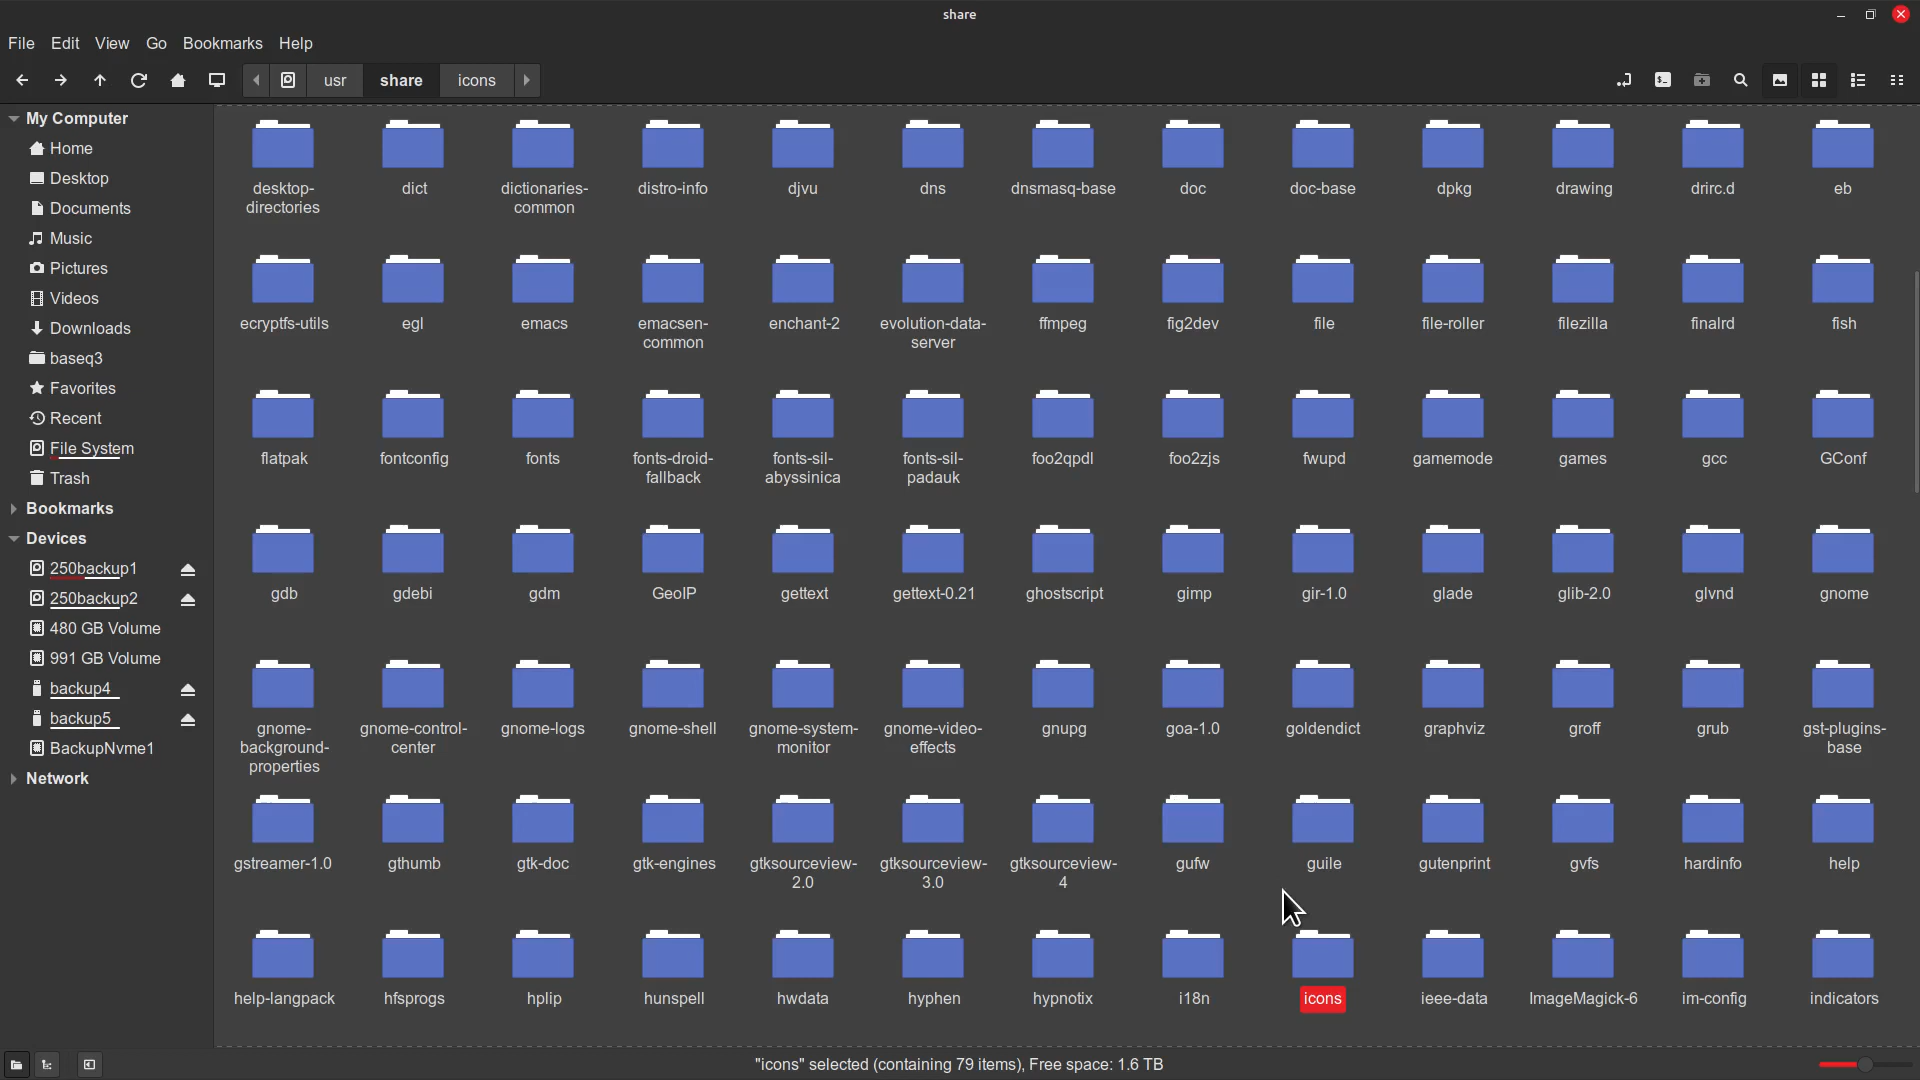 share
File Edit View Go Bookmarks Help
usr share icons
My Computer
Home
Desktop
Documents
Music
Pictures
Videos
Downloads
baseq3
Favorites
Recent
File System
Trash
Bookmarks
Devices
250backup1
250backup2
480 GB Volume
991 GB Volume
backup4
backup5
BackupNvme1
Network
desktop-
directories
dict
dictionaries-
common
distro-info
djvu
dns
dnsmasq-base
doc
doc-base
dpkg
drawing
drirc.d
eb
ecryptfs-utils
egl
emacs
emacsen-
common
enchant-2
evolution-data-
server
ffmpeg
fig2dev
file
file-roller
filezilla
finalrd
fish
flatpak
fontconfig
fonts
fonts-droid-
fallback
fonts-sil-
abyssinica
fonts-sil-
padauk
foo2qpdl
foo2zjs
fwupd
gamemode
games
gcc
GConf
gdb
gdebi
gdm
GeoIP
gettext
gettext-0.21
ghostscript
gimp
gir-1.0
glade
glib-2.0
glvnd
gnome
gnome-
background-
properties
gnome-control-
center
gnome-logs
gnome-shell
gnome-system-
monitor
gnome-video-
effects
gnupg
goa-1.0
goldendict
graphviz
groff
grub
gst-plugins-
base
gstreamer-1.0
gthumb
gtk-doc
gtk-engines
gtksourceview-
2.0
gtksourceview-
3.0
gtksourceview-
4
gufw
guile
gutenprint
gvfs
hardinfo
help
help-langpack
hfsprogs
hplip
hunspell
hwdata
hyphen
hypnotix
i18n
icons
ieee-data
ImageMagick-6
im-config
indicators
"icons" selected (containing 79 items), Free space: 1.6 TB